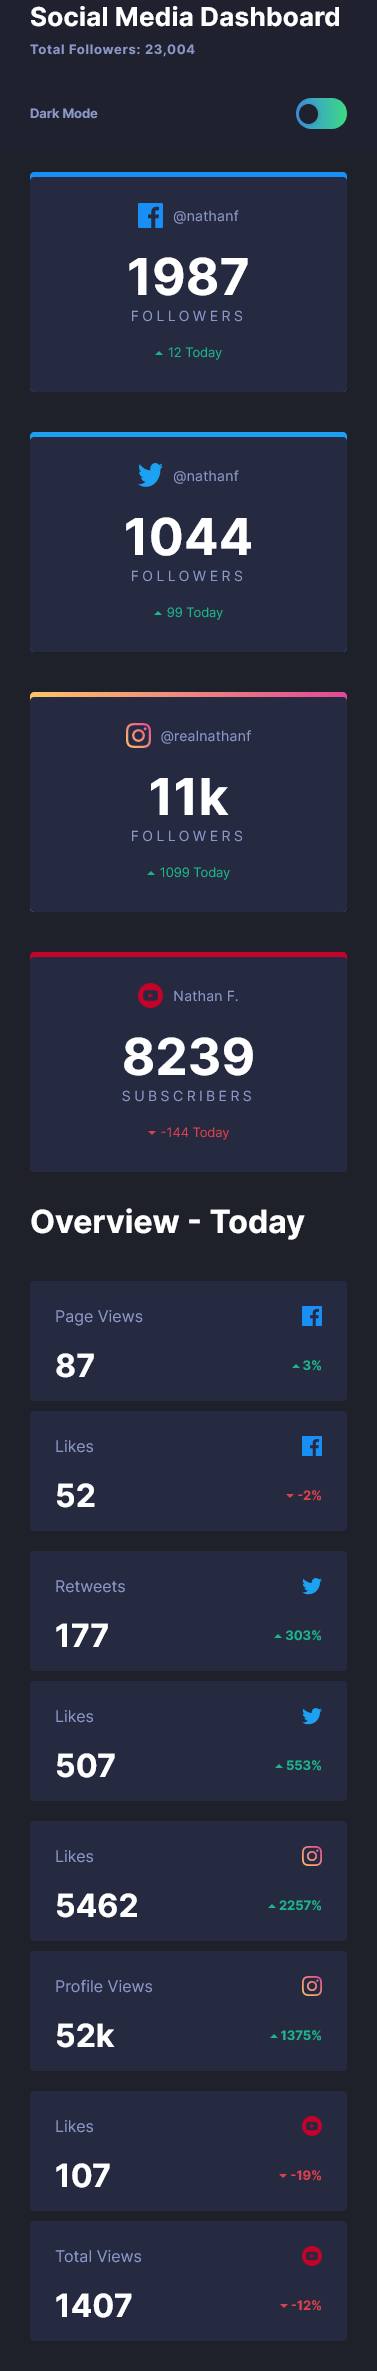 Social Media Dashboard
Total Followers: 23,004
Dark Mode
@nathanf
1987
FOLLOWERS
12 Today
@nathanf
1044
FOLLOWERS
99 Today
@realnathanf
11k
FOLLOWERS
1099 Today
Nathan F.
8239
SUBSCRIBERS
-144 Today
Overview - Today
Page Views
87 3%
Likes
52 -2%
Retweets
177 303%
Likes
507 553%
Likes
5462 2257%
Profile Views
52k 1375%
Likes
107 -19%
Total Views
1407 -12%